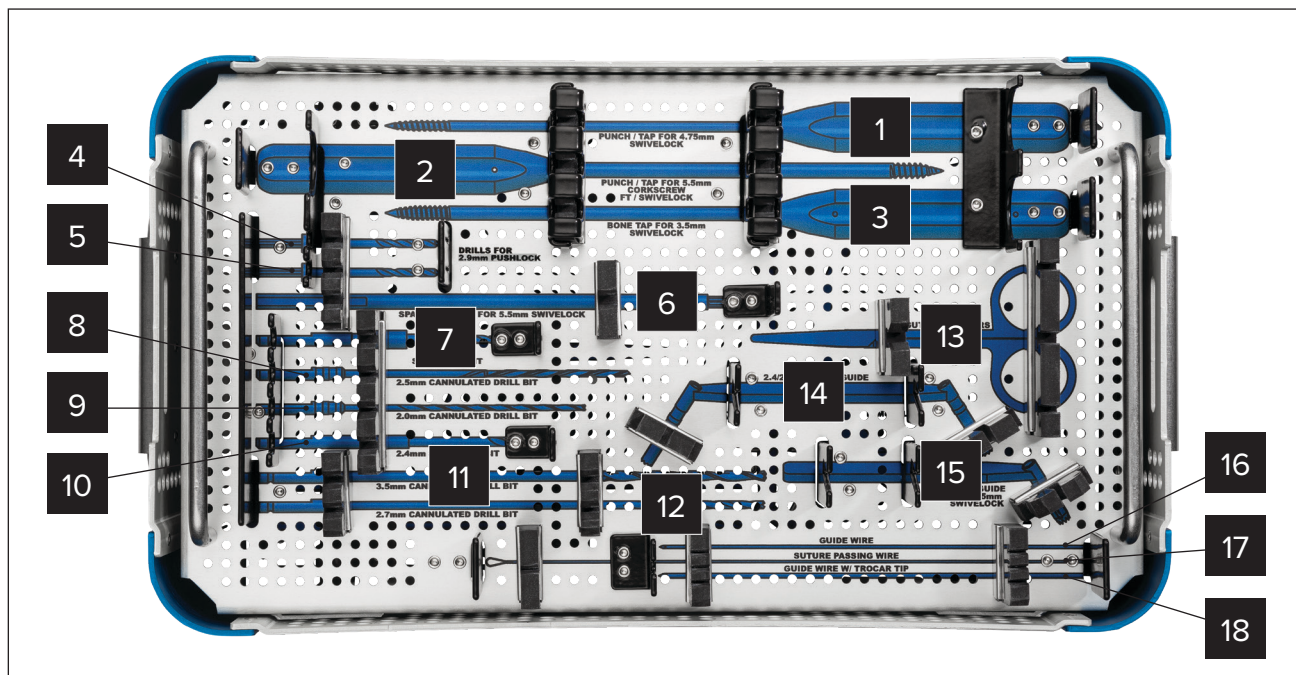 1
PUNCH / TAP FOR 4.75mm
SWIVELOCK
2
PUNCH / TAP FOR 5.5mm
CORKSCREW
FT / SWIVELOCK
3
BONE TAP FOR 3.5mm
SWIVELOCK
4
DRILLS FOR
2.9mm PUSHLOCK
5
6
FOR 5.5mm SWIVELOCK
7
13
8
2.5mm CANNULATED DRILL BIT
14
GUIDE
9
2.0mm CANNULATED DRILL BIT
10
2.4mm
11
3.5mm CANNULATED DRILL BIT
15
GUIDE
SWIVELOCK
12
2.7mm CANNULATED DRILL BIT
16
GUIDE WIRE
17
SUTURE PASSING WIRE
18
GUIDE WIRE W/ TROCAR TIP